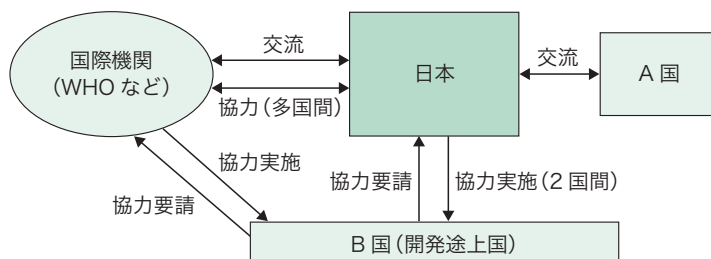 国際機関
(WHO など)
交流
協力(多国間)
日本
交流
A 国
協力実施
協力要請
協力要請
協力実施(2 国間)
B 国(開発途上国)